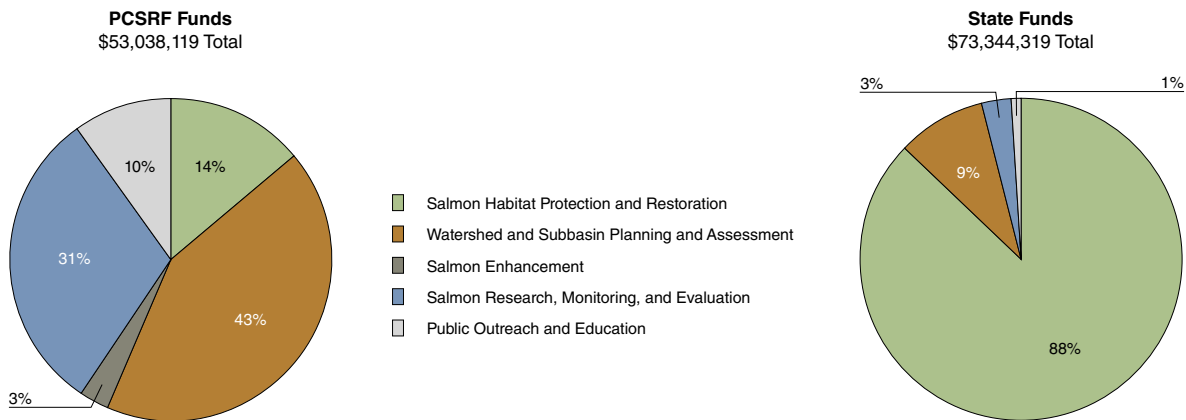 PCSRF Funds
$53,038,119 Total
10%
14%
31%
43%
3%
Salmon Habitat Protection and Restoration
Watershed and Subbasin Planning and Assessment
Salmon Enhancement
Salmon Research, Monitoring, and Evaluation
Public Outreach and Education
State Funds
$73,344,319 Total
3%
1%
9%
88%